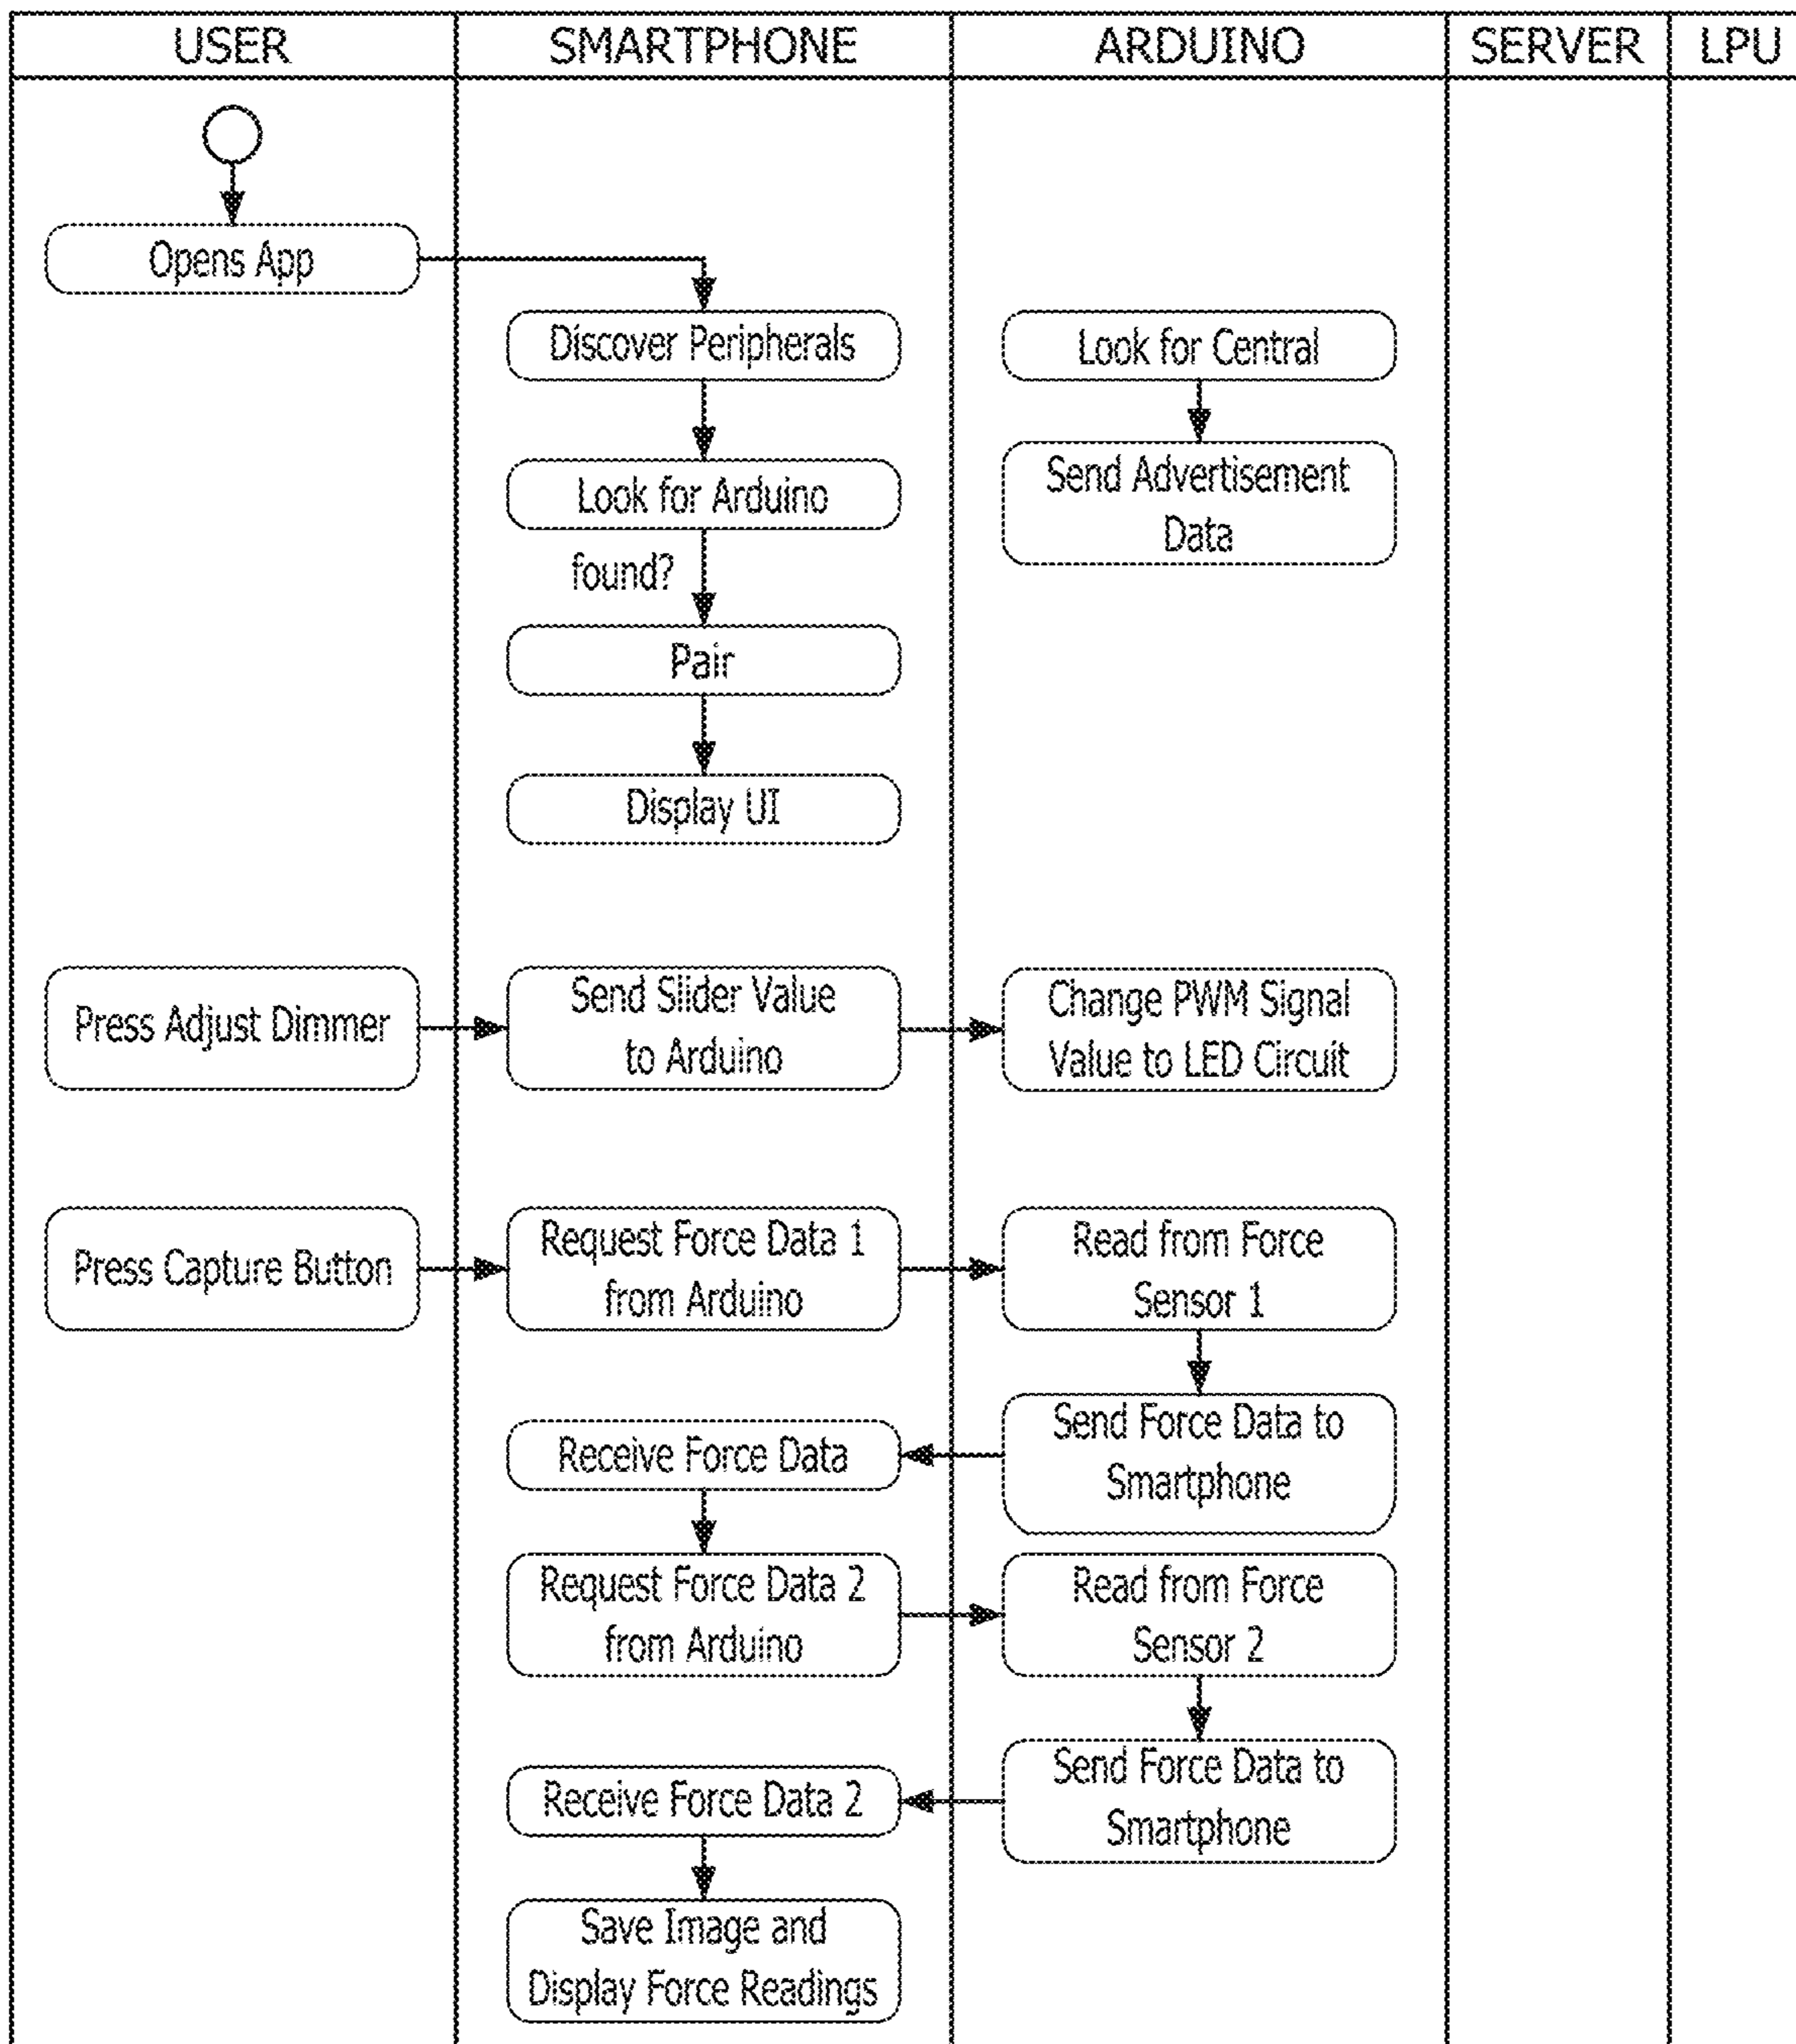 USER
SMARTPHONE
ARDUINO
SERVER
LPU
Opens App
Discover Peripherals
Look for Central
Look for Arduino
Send Advertisement
Data
found?
Pair
Display UI
Press Adjust Dimmer
Send Slider Value
to Arduino
Change PWM Signal
Value to LED Circuit
Press Capture Button
Request Force Data 1
from Arduino
Read from Force
Sensor 1
Receive Force Data
Send Force Data to
Smartphone
Request Force Data 2
from Arduino
Read from Force
Sensor 2
Receive Force Data 2
Send Force Data to
Smartphone
Save Image and
Display Force Readings